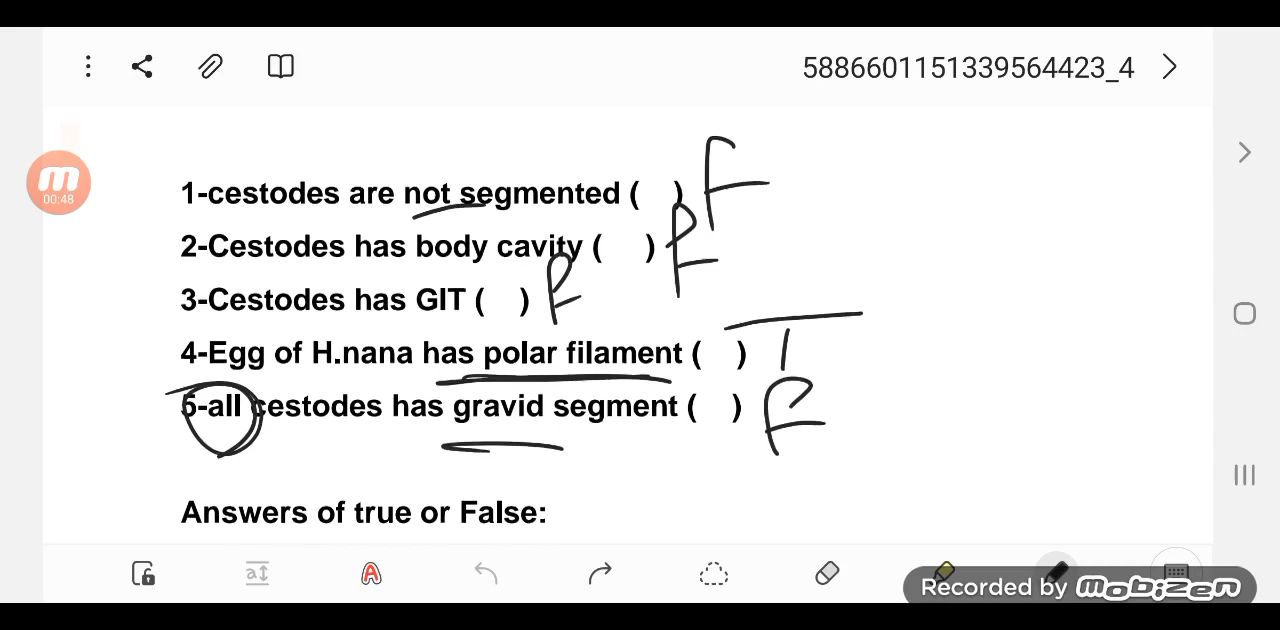 5886601151339564423_4
00:48
1-cestodes are not segmented ( ) F
2-Cestodes has body cavity ( ) F
3-Cestodes has GIT ( ) F
4-Egg of H.nana has polar filament ( ) T
5-all cestodes has gravid segment ( ) F
Answers of true or False:
Recorded by mobizen